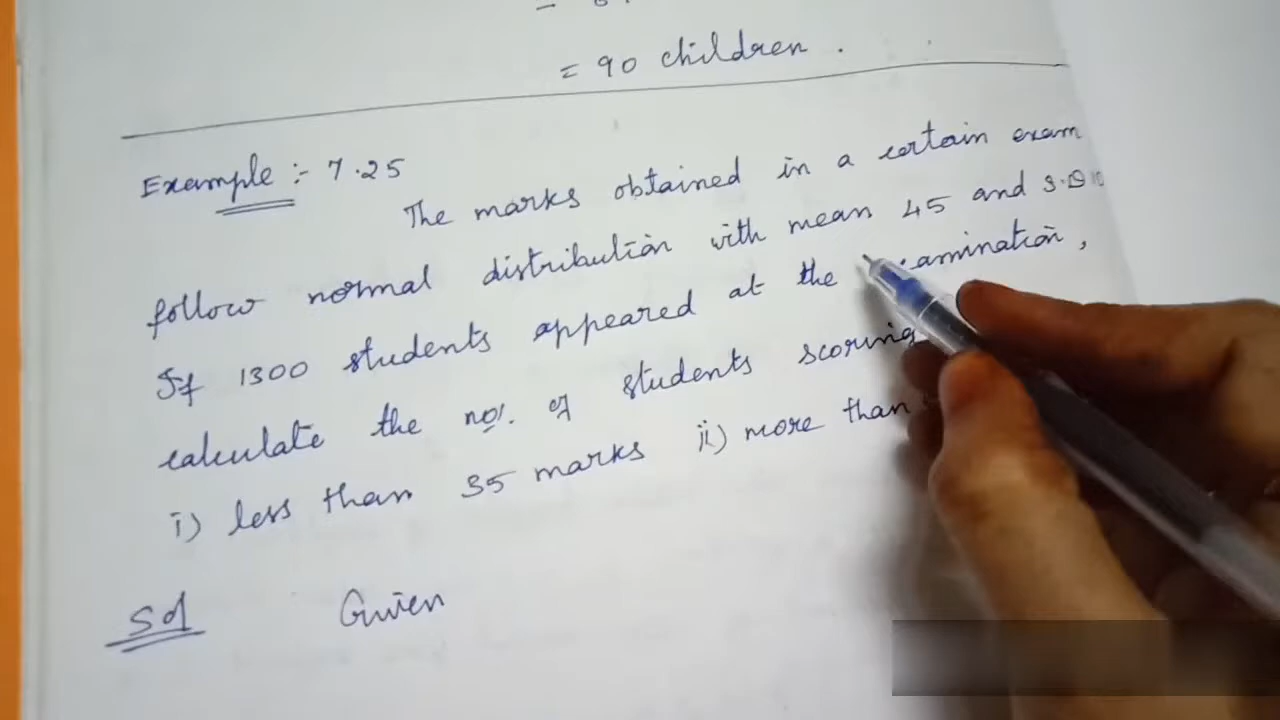 = 90 children .
Example :- 7.25
The marks obtained in a certain exam
follow normal distribution with mean 45 and S.D 10
If 1300 students appeared at the examination,
calculate the no. of students scoring
i) less than 35 marks ii) more than
Sol Given